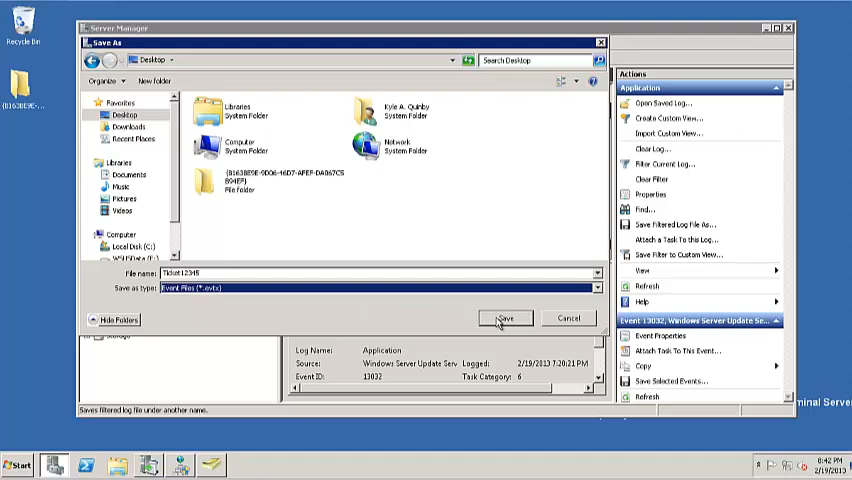 Recycle Bin
{B163BE9E-...
Server Manager
Save As
Desktop
Search Desktop
Organize
New folder
Favorites
Desktop
Downloads
Recent Places
Libraries
Documents
Music
Pictures
Videos
Computer
Local Disk (C:)
Libraries
System Folder
Kyle A. Quinby
System Folder
Computer
System Folder
Network
System Folder
File folder
File name: Ticket12345
Save as type: Event Files (*.evtx)
Hide Folders
Save
Cancel
Actions
Application
Open Saved Log...
Create Custom View...
Import Custom View...
Clear Log...
Filter Current Log...
Clear Filter
Properties
Find...
Save Filtered Log File As...
Attach a Task To this Log...
Save Filter to Custom View...
View
Refresh
Help
Event 13032, Windows Server Update Se...
Event Properties
Attach Task To This Event...
Copy
Save Selected Events...
Refresh
Log Name: Application
Source: Windows Server Update Serv Logged: 2/19/2013 7:20:21 PM
Event ID: 13032 Task Category: 6
Saves filtered log file under another name.
minal Server
Start
8:42 PM
2/19/2013